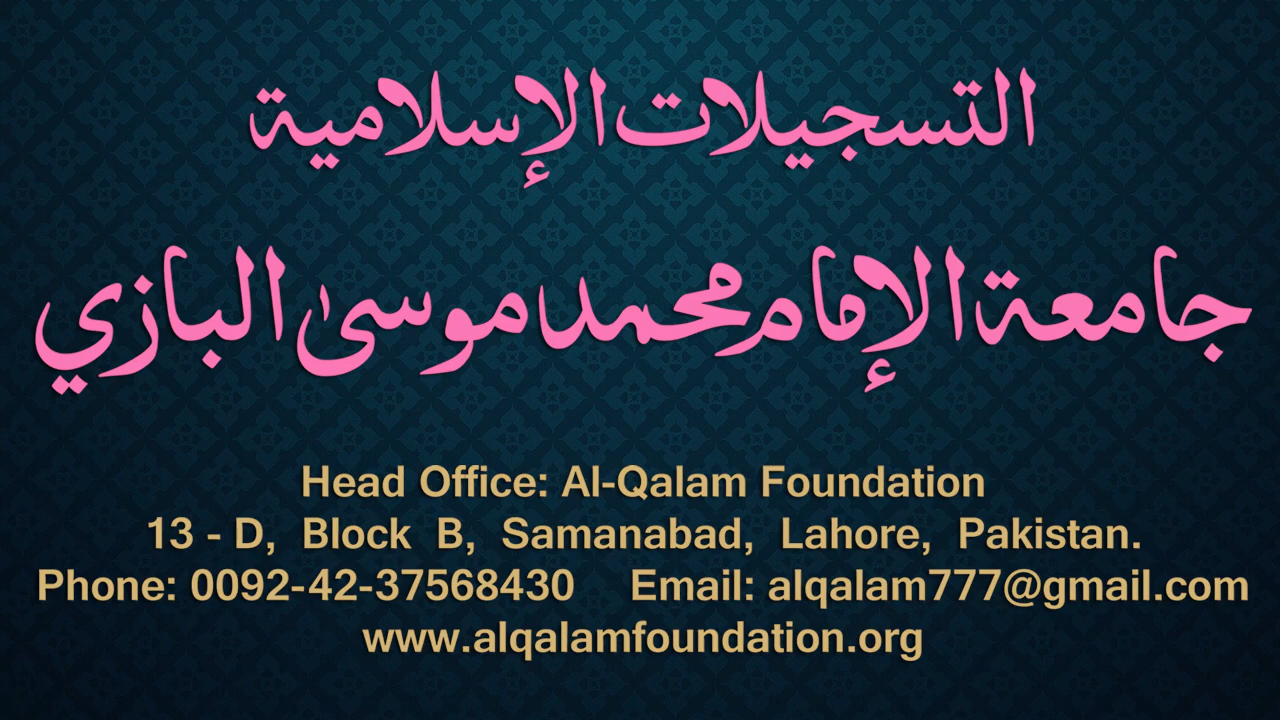 التسجيلات الإسلامية
جامعة الإمام محمد موسىٰ البازي
Head Office: Al-Qalam Foundation
13 - D, Block B, Samanabad, Lahore, Pakistan.
Phone: 0092-42-37568430 Email: alqalam777@gmail.com
www.alqalamfoundation.org